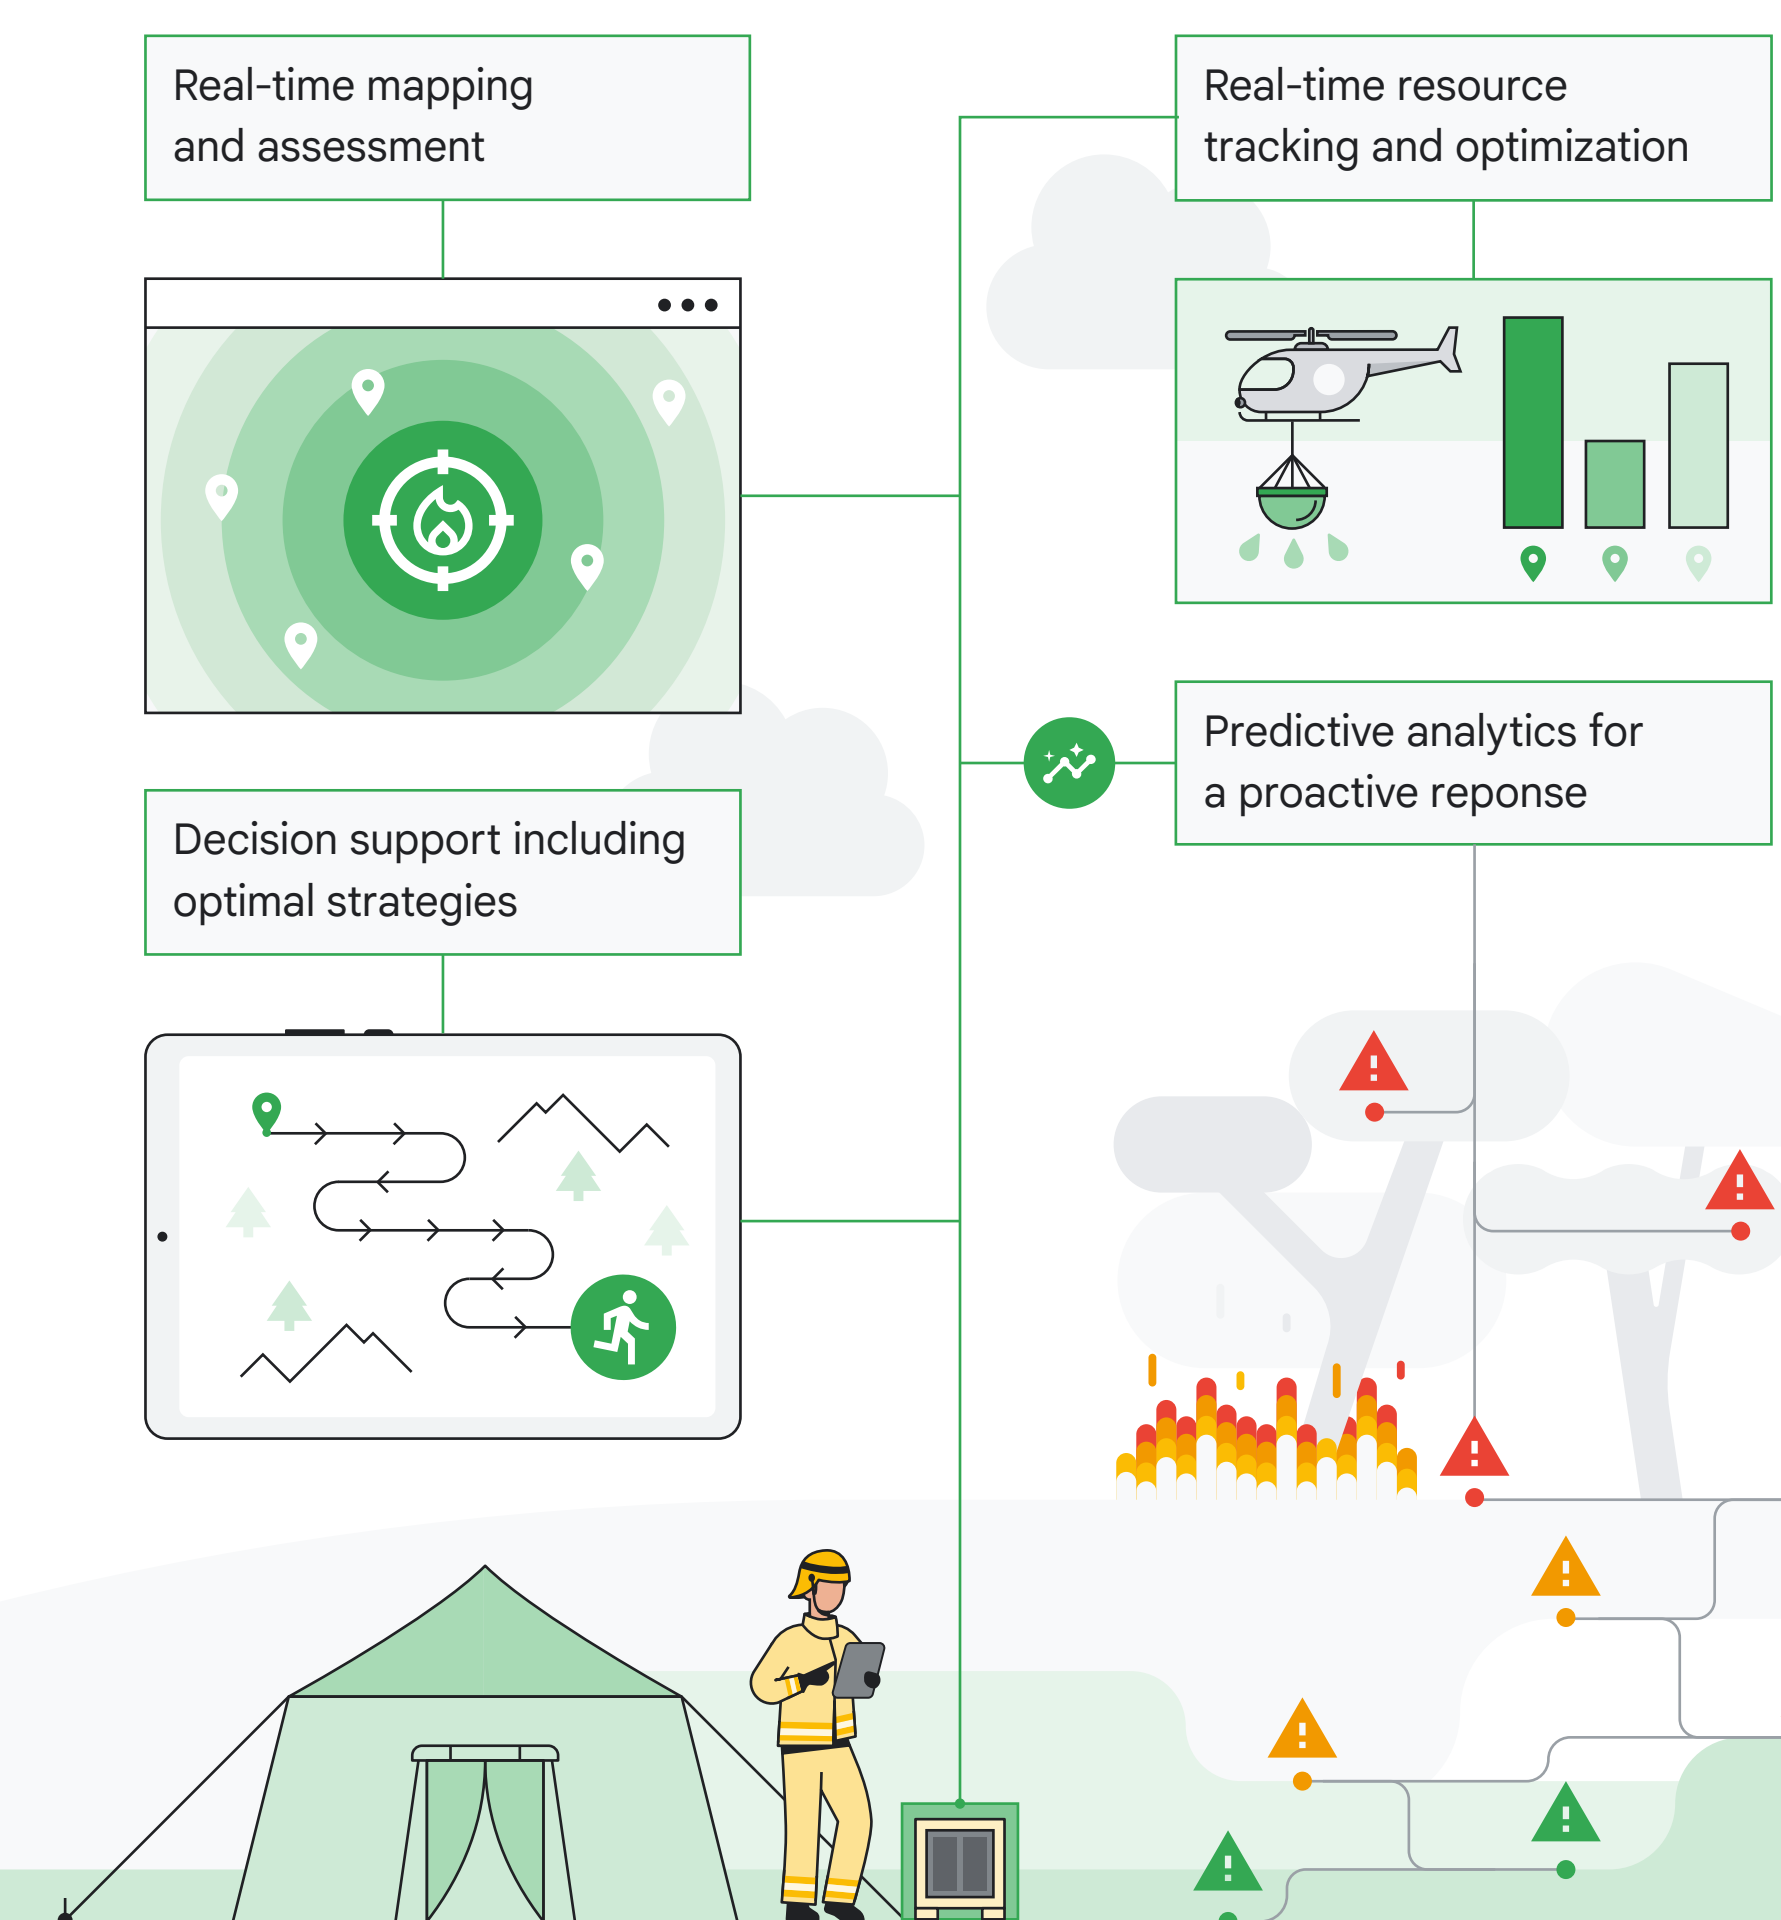 Real-time mapping
and assessment
Real-time resource
tracking and optimization
Predictive analytics for
a proactive reponse
Decision support including
optimal strategies